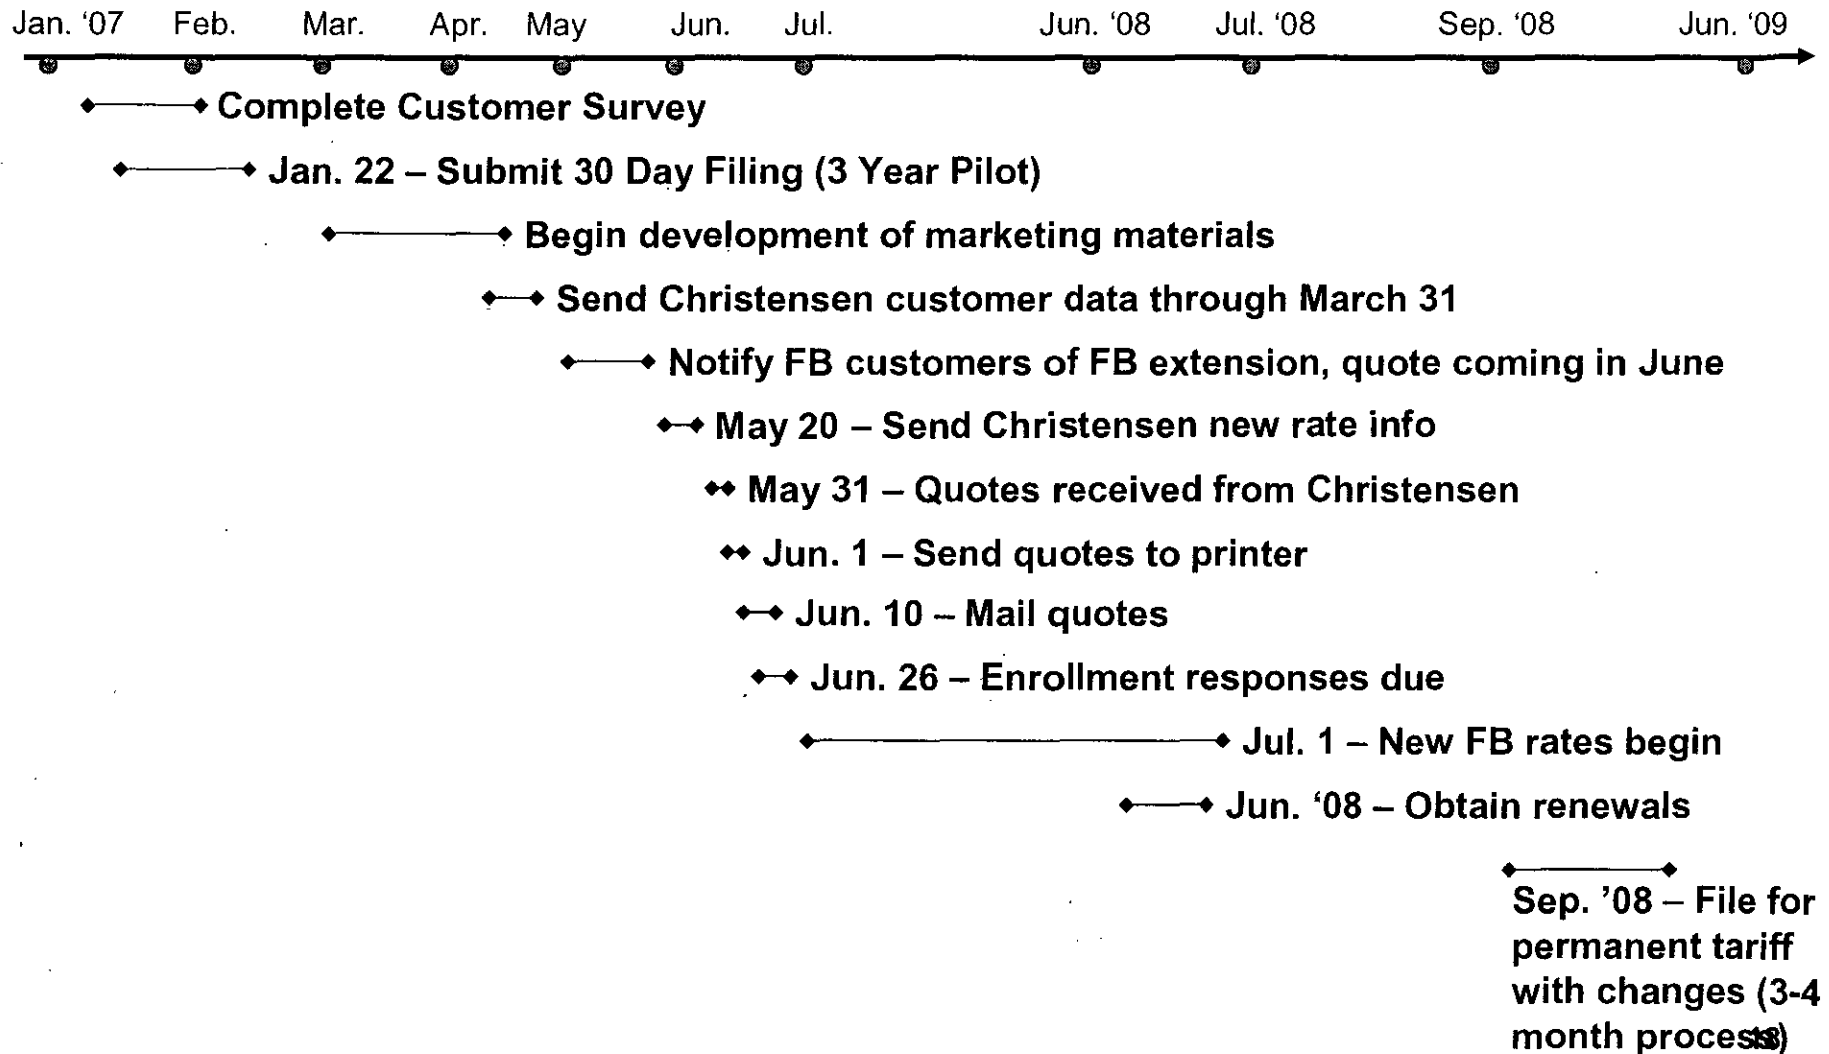 Jan. '07 Feb. Mar. Apr. May Jun. Jul. Jun. '08 Jul. '08 Sep. '08 Jun. '09
Complete Customer Survey
Jan. 22 – Submit 30 Day Filing (3 Year Pilot)
Begin development of marketing materials
Send Christensen customer data through March 31
Notify FB customers of FB extension, quote coming in June
May 20 – Send Christensen new rate info
May 31 – Quotes received from Christensen
Jun. 1 – Send quotes to printer
Jun. 10 – Mail quotes
Jun. 26 – Enrollment responses due
Jul. 1 – New FB rates begin
Jun. '08 – Obtain renewals
Sep. '08 – File for
permanent tariff
with changes (3-4
month process)